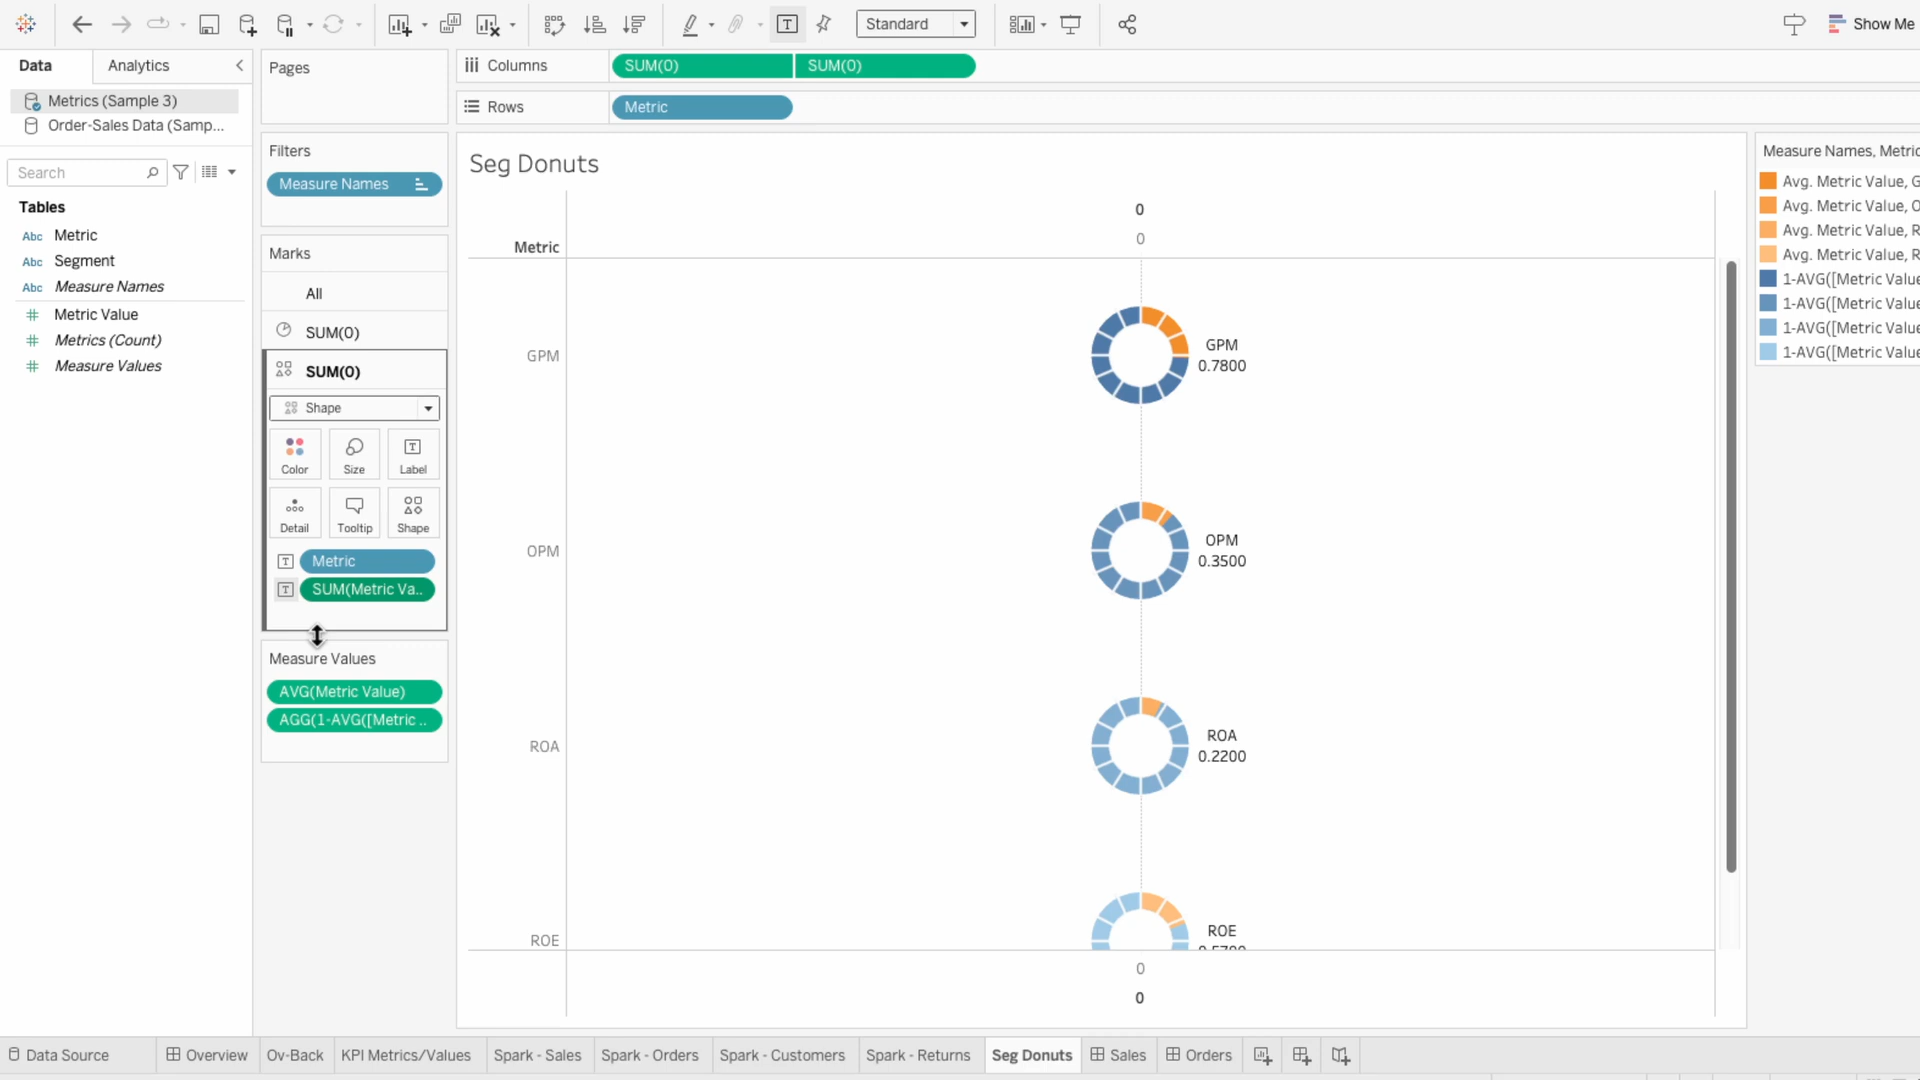 Standard
Show Me
Data
Analytics
Metrics (Sample 3)
Order-Sales Data (Samp...
Search
Tables
Abc Metric
Abc Segment
Abc Measure Names
# Metric Value
# Metrics (Count)
# Measure Values
Pages
Filters
Measure Names
Marks
All
SUM(0)
SUM(0)
Shape
Color
Size
Label
Detail
Tooltip
Shape
T Metric
T SUM(Metric Va..
Measure Values
AVG(Metric Value)
AGG(1-AVG([Metric ..
Columns
SUM(0)
SUM(0)
Rows
Metric
Seg Donuts
0
0
Metric
GPM
GPM
0.7800
OPM
OPM
0.3500
ROA
ROA
0.2200
ROE
ROE
0
0
Measure Names, Metric
Avg. Metric Value, G
Avg. Metric Value, O
Avg. Metric Value, R
Avg. Metric Value, R
1-AVG([Metric Value
1-AVG([Metric Value
1-AVG([Metric Value
1-AVG([Metric Value
Data Source
Overview
Ov-Back
KPI Metrics/Values
Spark - Sales
Spark - Orders
Spark - Customers
Spark - Returns
Seg Donuts
Sales
Orders